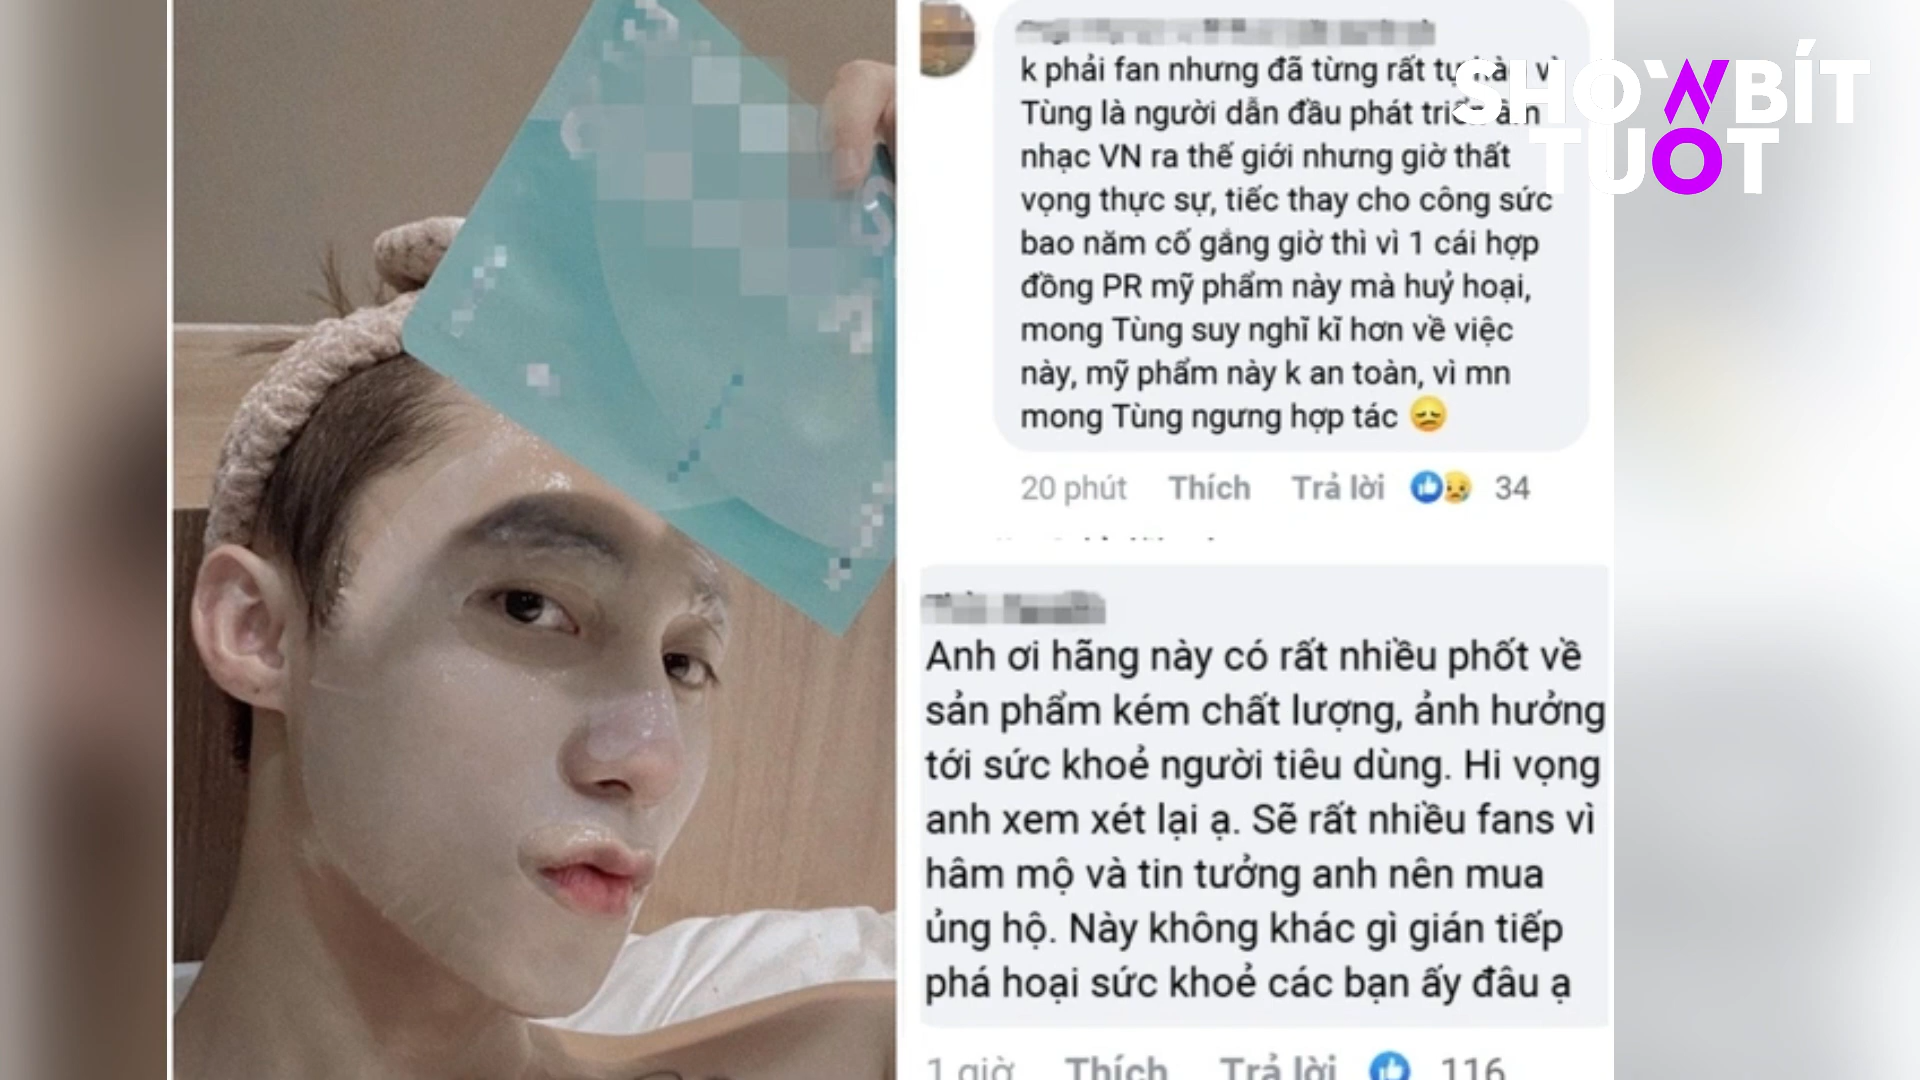 k phải fan nhưng đã từng rất tự hào vì
Tùng là người dẫn đầu phát triển âm
nhạc VN ra thế giới nhưng giờ thất
vọng thực sự, tiếc thay cho công sức
bao năm cố gắng giờ thì vì 1 cái hợp
đồng PR mỹ phẩm này mà huỷ hoại,
mong Tùng suy nghĩ kĩ hơn về việc
này, mỹ phẩm này k an toàn, vì mn
mong Tùng ngưng hợp tác 😞
20 phút Thích Trả lời 34
SHOWBÍT
TUOT
Anh ơi hãng này có rất nhiều phốt về
sản phẩm kém chất lượng, ảnh hưởng
tới sức khoẻ người tiêu dùng. Hi vọng
anh xem xét lại ạ. Sẽ rất nhiều fans vì
hâm mộ và tin tưởng anh nên mua
ủng hộ. Này không khác gì gián tiếp
phá hoại sức khoẻ các bạn ấy đâu ạ
1 giờ Thích Trả lời 116